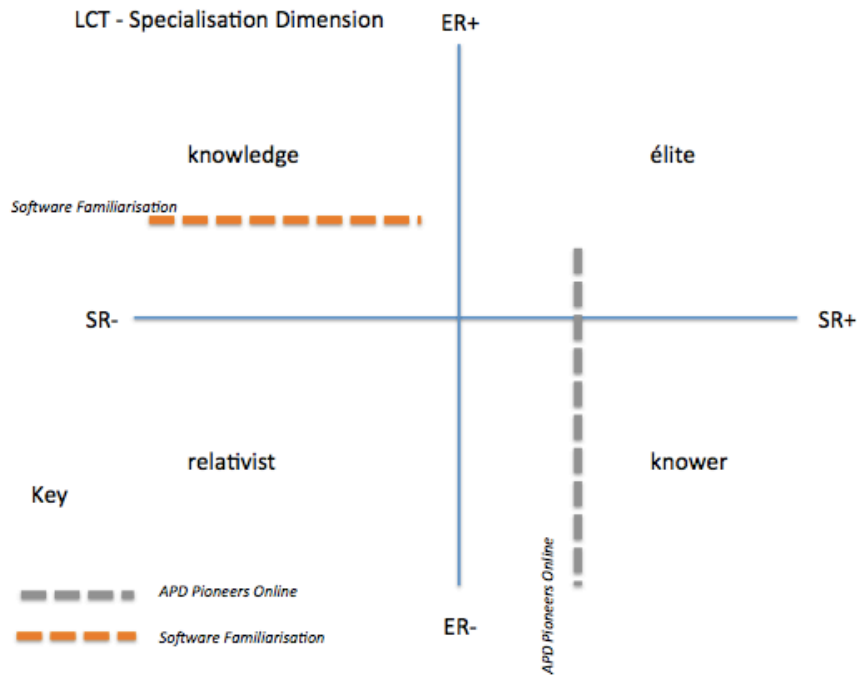 LCT - Specialisation Dimension
ER+
knowledge
élite
Software Familiarisation
SR-
SR+
relativist
knower
Key
APD Pioneers Online
APD Pioneers Online
Software Familiarisation
ER-